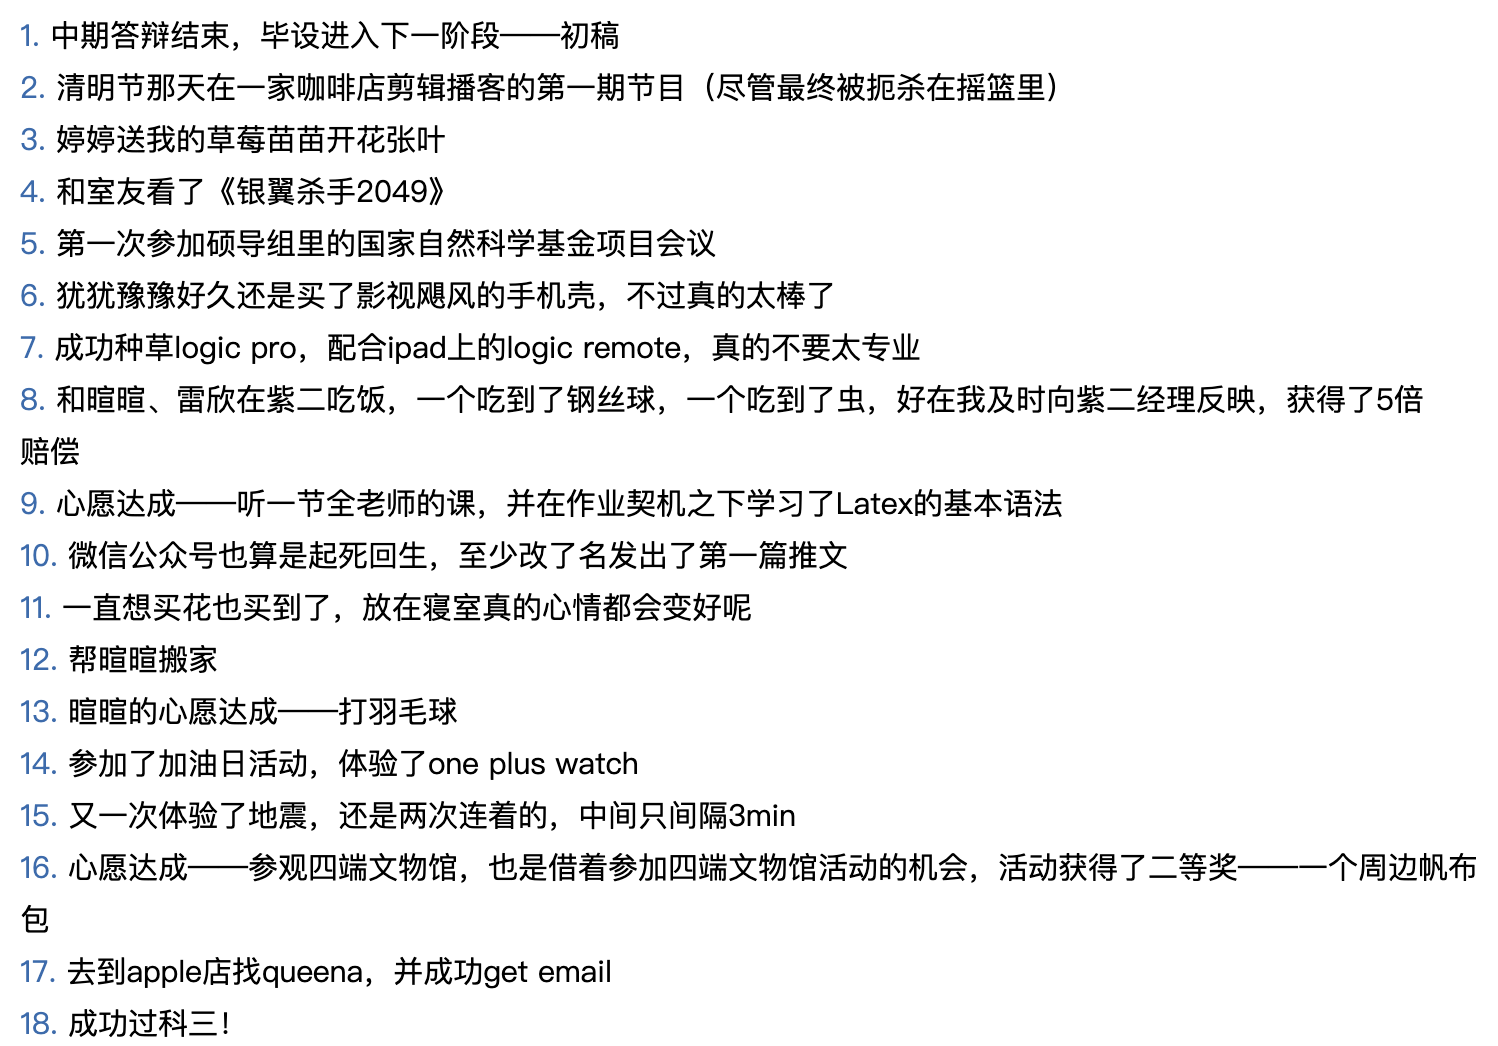 1. 中期答辩结束，毕设进入下一阶段——初稿
2. 清明节那天在一家咖啡店剪辑播客的第一期节目（尽管最终被扼杀在摇篮里）
3. 婷婷送我的草莓苗苗开花张叶
4. 和室友看了《银翼杀手2049》
5. 第一次参加硕导组里的国家自然科学基金项目会议
6. 犹犹豫豫好久还是买了影视飓风的手机壳，不过真的太棒了
7. 成功种草logic pro，配合ipad上的logic remote，真的不要太专业
8. 和暄暄、雷欣在紫二吃饭，一个吃到了钢丝球，一个吃到了虫，好在我及时向紫二经理反映，获得了5倍
赔偿
9. 心愿达成——听一节全老师的课，并在作业契机之下学习了Latex的基本语法
10. 微信公众号也算是起死回生，至少改了名发出了第一篇推文
11. 一直想买花也买到了，放在寝室真的心情都会变好呢
12. 帮暄暄搬家
13. 暄暄的心愿达成——打羽毛球
14. 参加了加油日活动，体验了one plus watch
15. 又一次体验了地震，还是两次连着的，中间只间隔3min
16. 心愿达成——参观四端文物馆，也是借着参加四端文物馆活动的机会，活动获得了二等奖——一个周边帆布
包
17. 去到apple店找queena，并成功get email
18. 成功过科三！